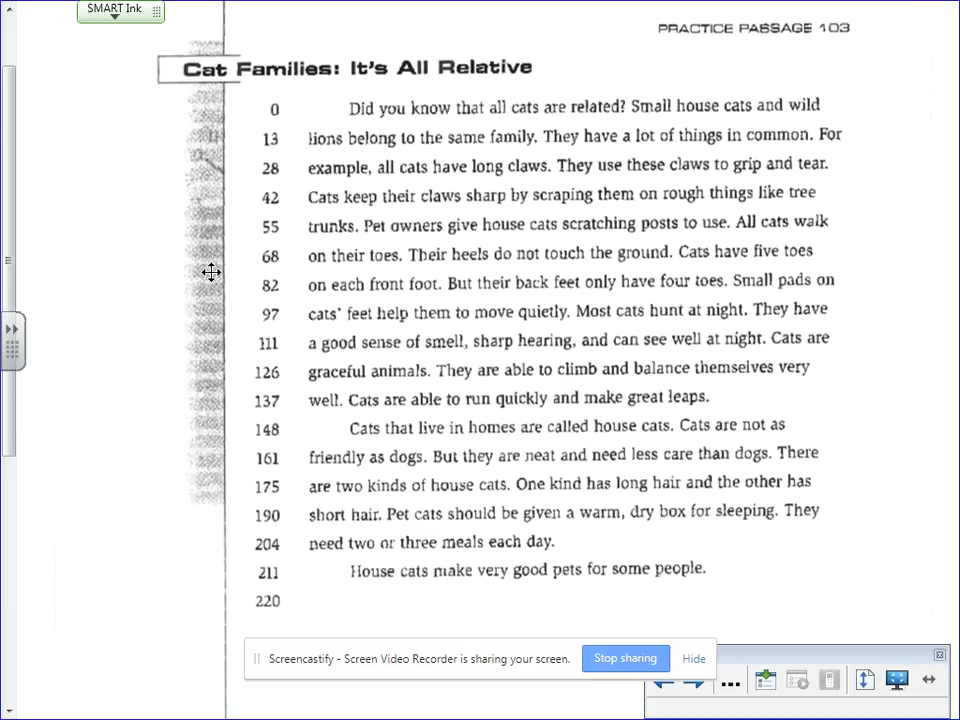 SMART Ink
PRACTICE PASSAGE 103
Cat Families: It's All Relative
0 Did you know that all cats are related? Small house cats and wild
13 lions belong to the same family. They have a lot of things in common. For
28 example, all cats have long claws. They use these claws to grip and tear.
42 Cats keep their claws sharp by scraping them on rough things like tree
55 trunks. Pet owners give house cats scratching posts to use. All cats walk
68 on their toes. Their heels do not touch the ground. Cats have five toes
82 on each front foot. But their back feet only have four toes. Small pads on
97 cats' feet help them to move quietly. Most cats hunt at night. They have
111 a good sense of smell, sharp hearing, and can see well at night. Cats are
126 graceful animals. They are able to climb and balance themselves very
137 well. Cats are able to run quickly and make great leaps.
148 Cats that live in homes are called house cats. Cats are not as
161 friendly as dogs. But they are neat and need less care than dogs. There
175 are two kinds of house cats. One kind has long hair and the other has
190 short hair. Pet cats should be given a warm, dry box for sleeping. They
204 need two or three meals each day.
211 House cats make very good pets for some people.
220
Screencastify - Screen Video Recorder is sharing your screen. Stop sharing Hide